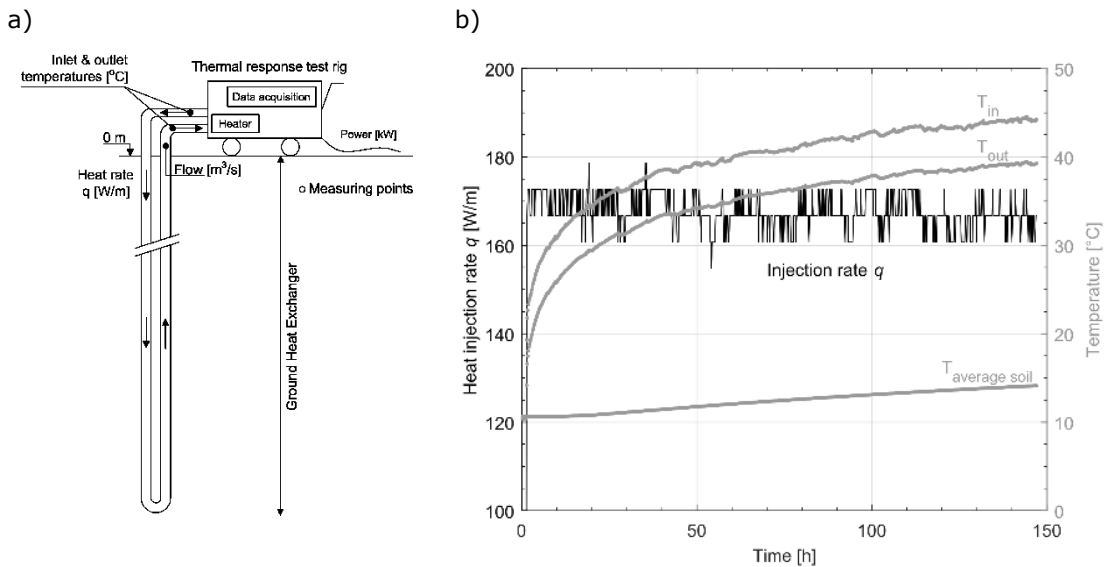 a)
Inlet & outlet
temperatures [°C]
Thermal response test rig
Data acquisition
Heater
Power [kW]
0 m
Heat rate
q [W/m]
Flow [m³/s]
Measuring points
Ground Heat Exchanger
b)
Heat injection rate q [W/m]
200
180
160
140
120
100
T_in
T_out
Injection rate q
T_average soil
50
40
30
20
10
0
Temperature [°C]
0 50 100 150
Time [h]